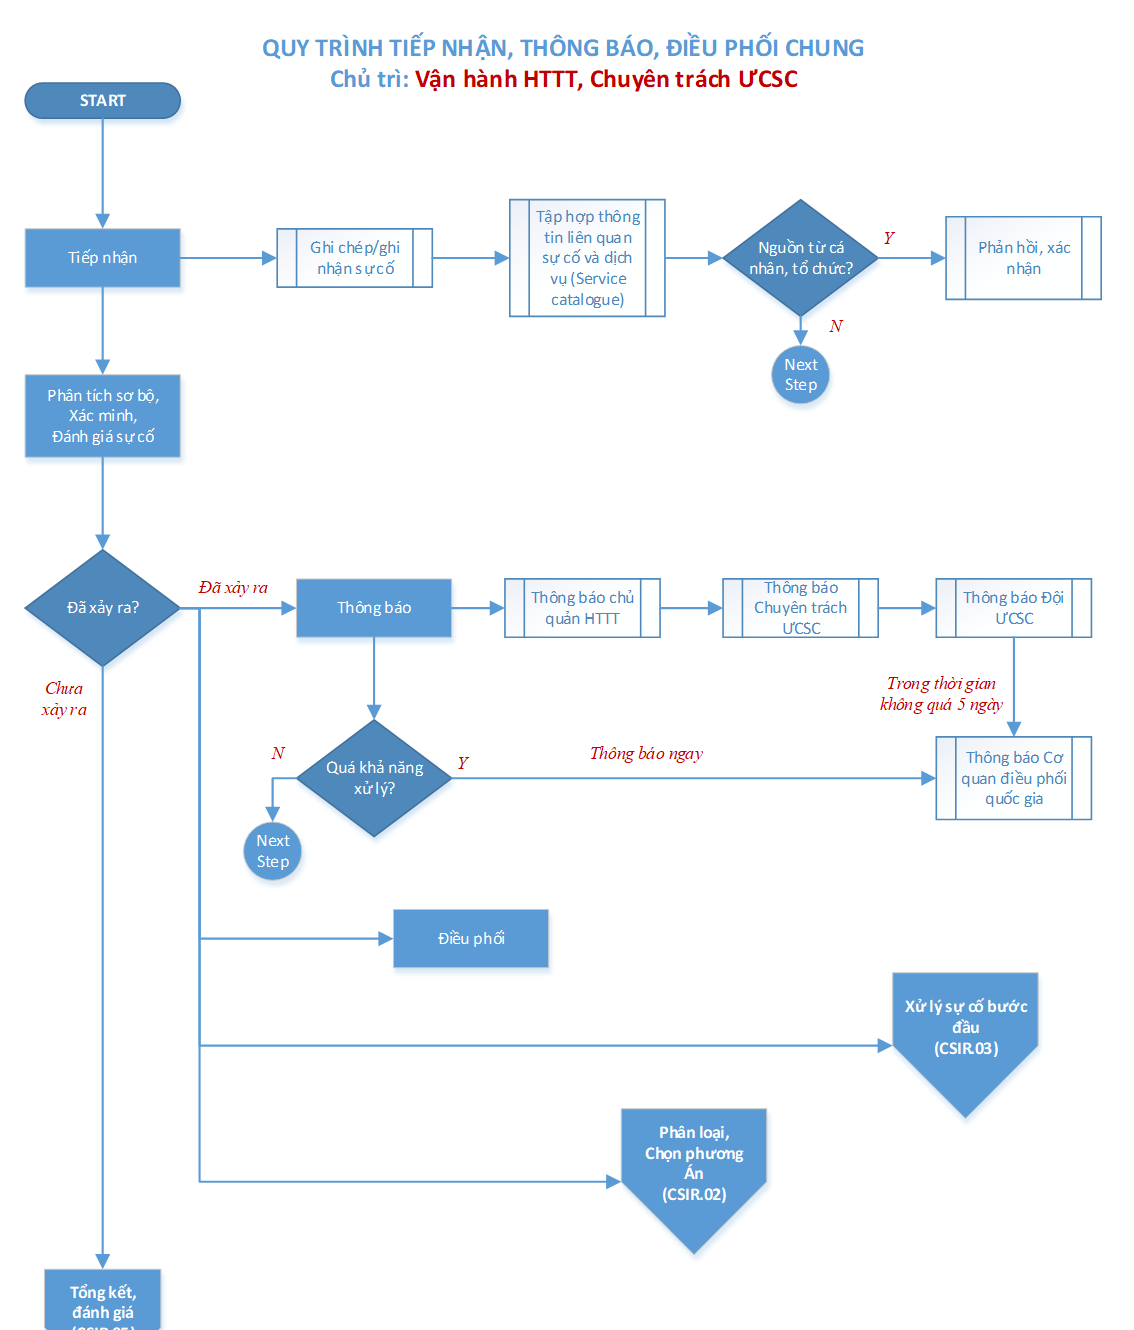 QUY TRÌNH TIẾP NHẬN, THÔNG BÁO, ĐIỀU PHỐI CHUNG
Chủ trì: Vận hành HTTT, Chuyên trách ƯCSC
START
Tiếp nhận
Ghi chép/ghi
nhận sự cố
Tập hợp thông
tin liên quan
sự cố và dịch
vụ (Service
catalogue)
Nguồn từ cá
nhân, tổ chức?
Y
Phản hồi, xác
nhận
N
Next
Step
Phân tích sơ bộ,
Xác minh,
Đánh giá sự cố
Đã xảy ra?
Đã xảy ra
Thông báo
Thông báo chủ
quản HTTT
Thông báo
Chuyên trách
ƯCSC
Thông báo Đội
ƯCSC
Chưa
xảy ra
Trong thời gian
không quá 5 ngày
Quá khả năng
xử lý?
N
Y
Thông báo ngay
Thông báo Cơ
quan điều phối
quốc gia
Next
Step
Điều phối
Xử lý sự cố bước
đầu
(CSIR.03)
Phân loại,
Chọn phương
Án
(CSIR.02)
Tổng kết,
đánh giá
(CSIR.05)